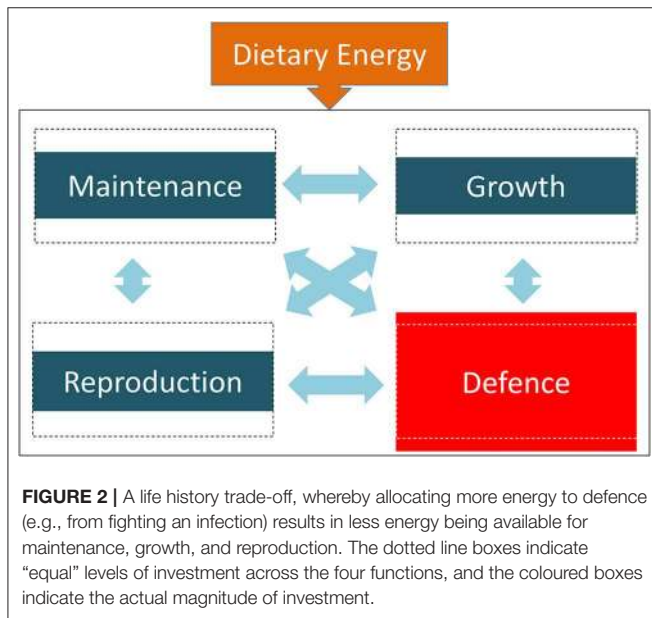 Dietary Energy
Maintenance
Growth
Reproduction
Defence
FIGURE 2 | A life history trade-off, whereby allocating more energy to defence
(e.g., from fighting an infection) results in less energy being available for
maintenance, growth, and reproduction. The dotted line boxes indicate
“equal” levels of investment across the four functions, and the coloured boxes
indicate the actual magnitude of investment.